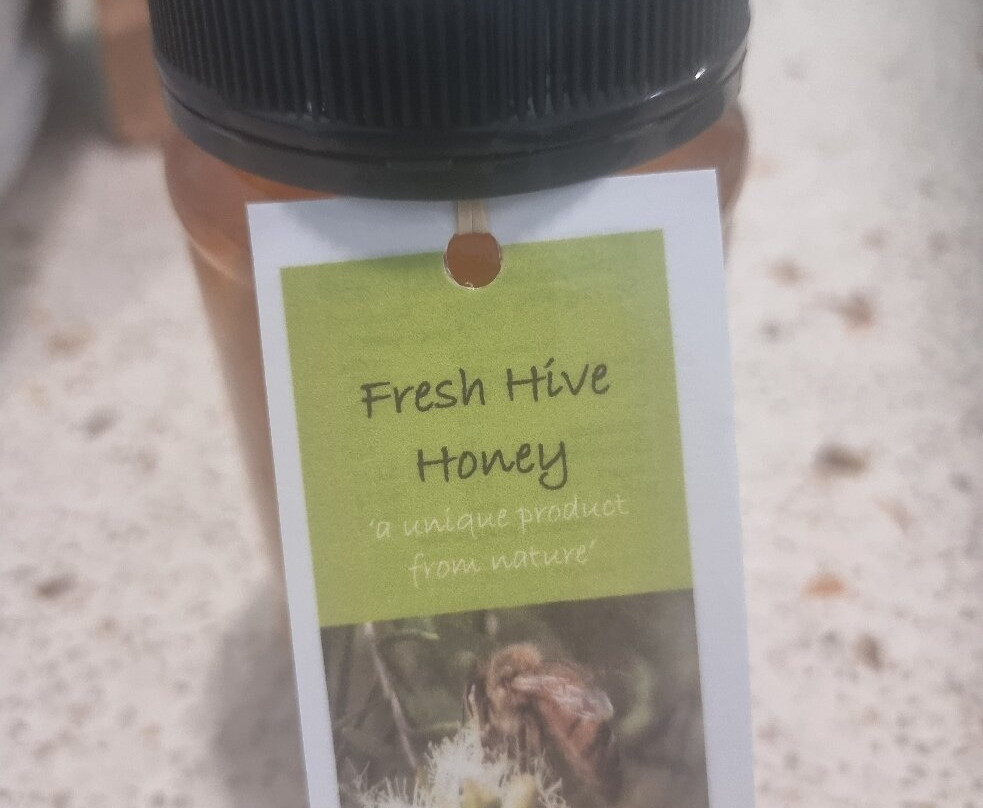 Fresh Hive
Honey
'a unique product
from nature'